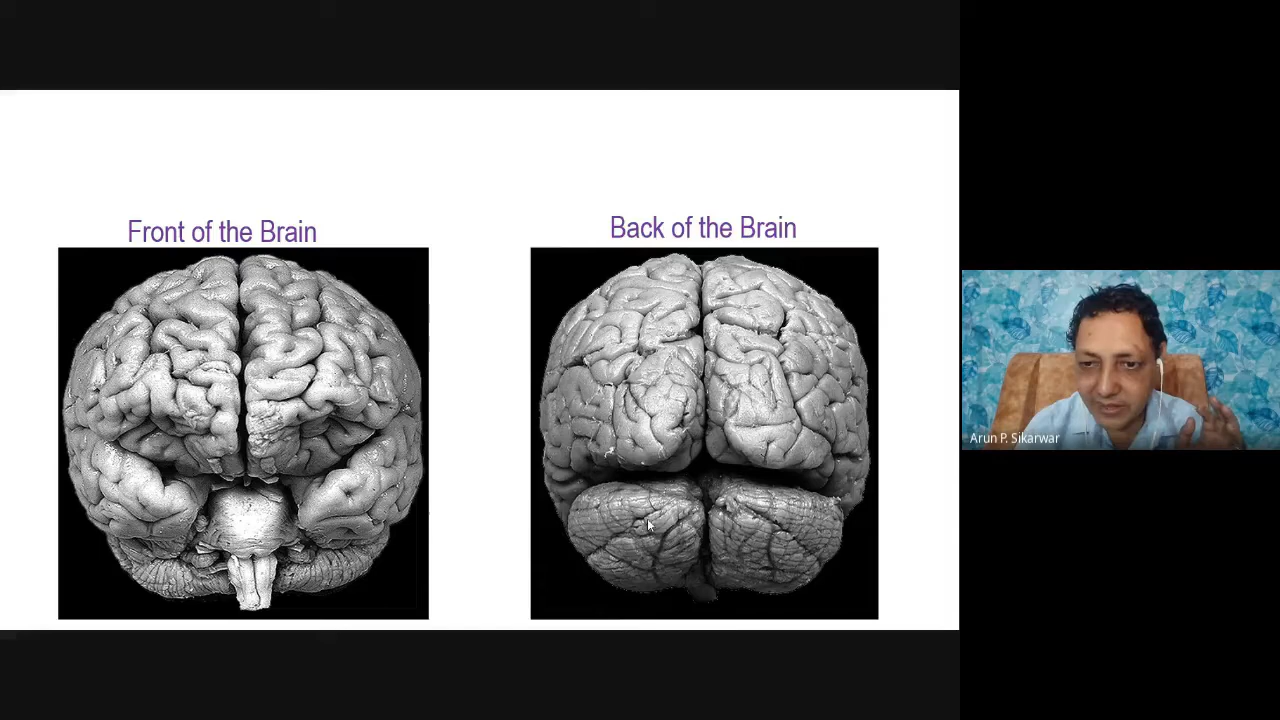 Front of the Brain
Back of the Brain
Arun P. Sikarwar